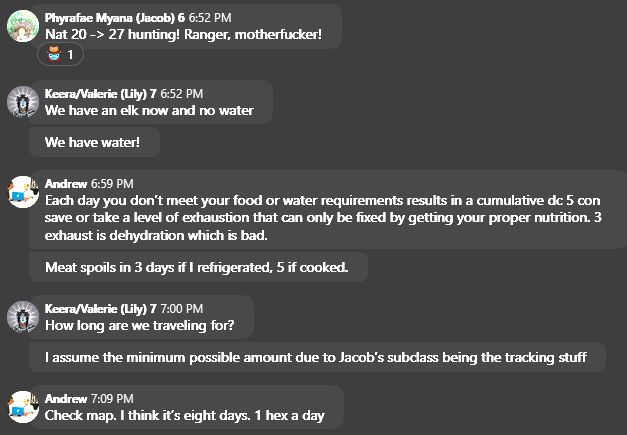 Phyrafae Myana (Jacob) 6 6:52 PM
Nat 20 -> 27 hunting! Ranger, motherfucker!
1
Keera/Valerie (Lily) 7 6:52 PM
We have an elk now and no water
We have water!
Andrew 6:59 PM
Each day you don't meet your food or water requirements results in a cumulative dc 5 con
save or take a level of exhaustion that can only be fixed by getting your proper nutrition. 3
exhaust is dehydration which is bad.
Meat spoils in 3 days if I refrigerated, 5 if cooked.
Keera/Valerie (Lily) 7 7:00 PM
How long are we traveling for?
I assume the minimum possible amount due to Jacob's subclass being the tracking stuff
Andrew 7:09 PM
Check map. I think it's eight days. 1 hex a day